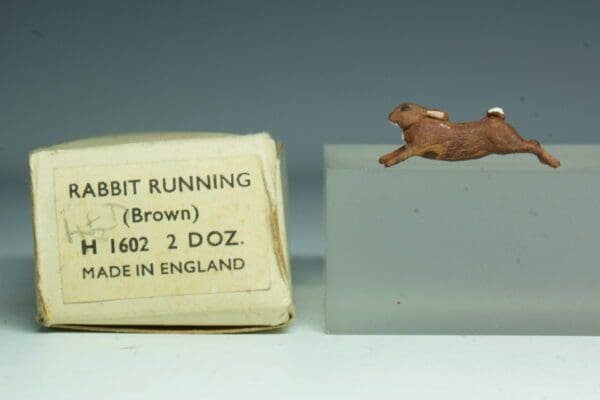 RABBIT RUNNING
(Brown)
H 1602 2 DOZ.
MADE IN ENGLAND